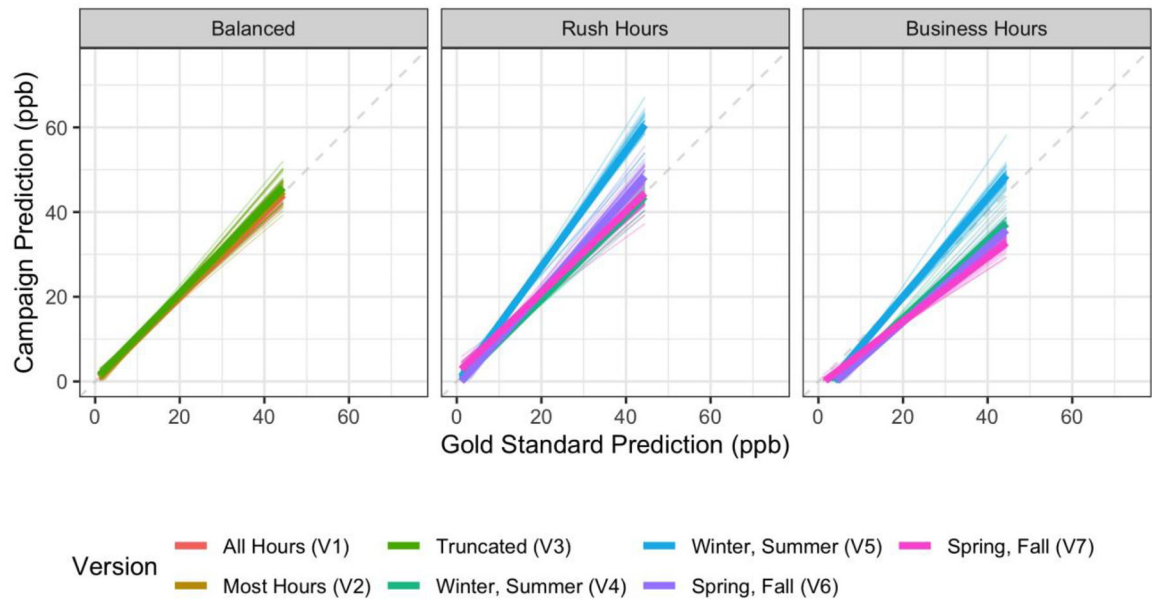 Balanced Rush Hours Business Hours
Campaign Prediction (ppb)
60
40
20
0
0 20 40 60 0 20 40 60 0 20 40 60
Gold Standard Prediction (ppb)
Version
All Hours (V1) Truncated (V3) Winter, Summer (V5) Spring, Fall (V7)
Most Hours (V2) Winter, Summer (V4) Spring, Fall (V6)